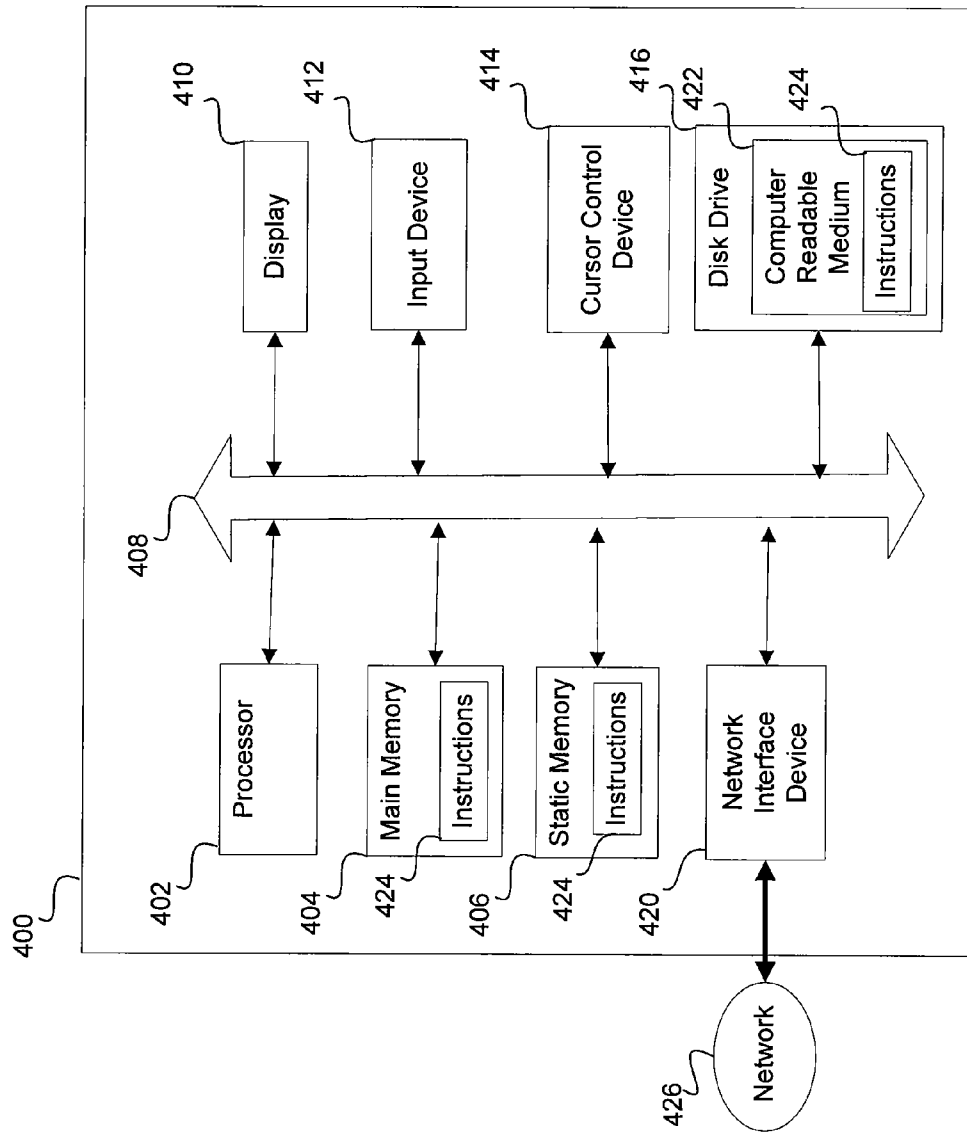 400
408
402
Processor
410
Display
404
Main Memory
424
Instructions
412
Input Device
406
Static Memory
424
Instructions
414
Cursor Control
Device
420
Network
Interface
Device
416
Disk Drive
422
Computer
Readable
Medium
424
Instructions
426
Network